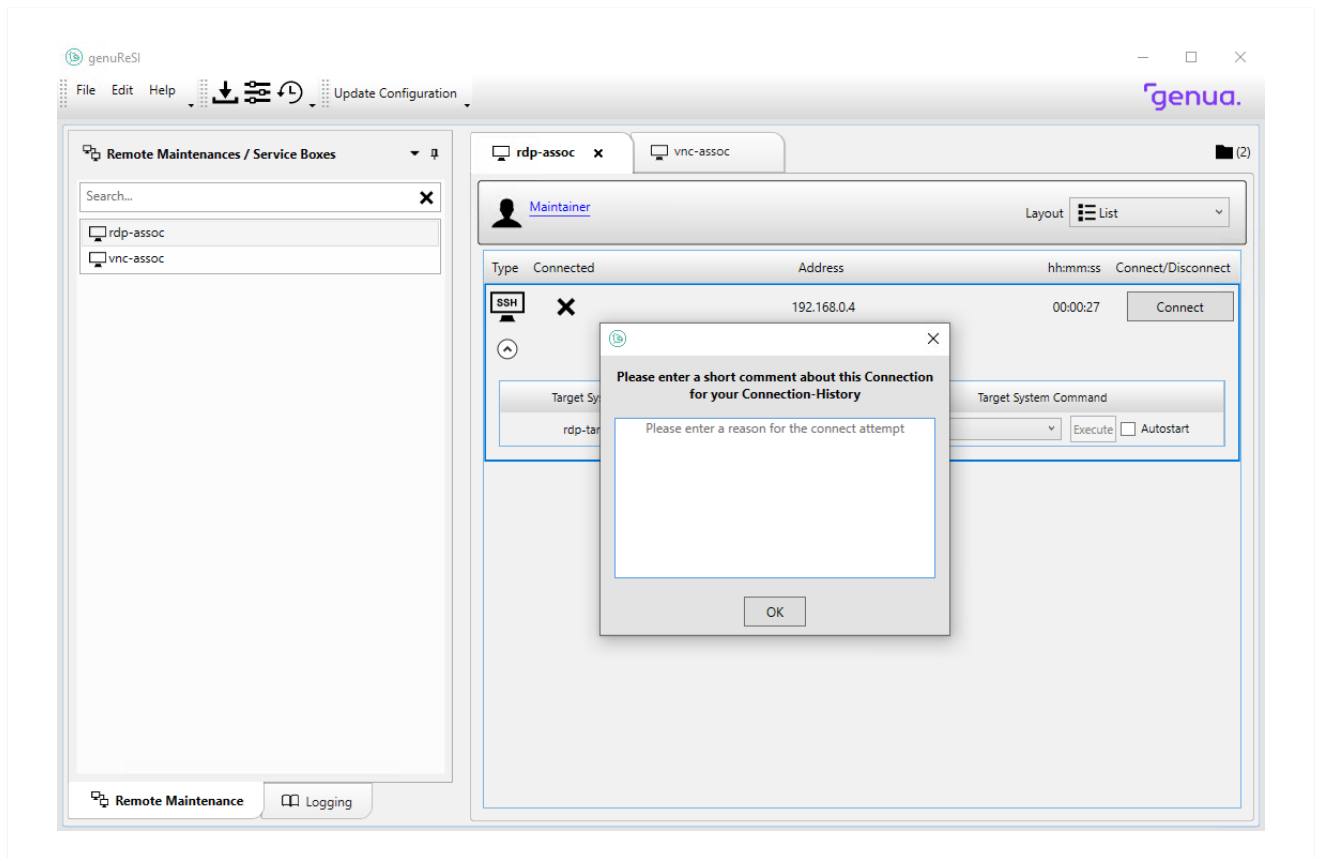 genuReSI
File Edit Help Update Configuration
genua.
Remote Maintenances / Service Boxes
Search...
rdp-assoc
vnc-assoc
rdp-assoc
vnc-assoc
(2)
Maintainer
Layout List
Type Connected Address hh:mm:ss Connect/Disconnect
SSH 192.168.0.4 00:00:27 Connect
Please enter a short comment about this Connection
for your Connection-History
Please enter a reason for the connect attempt
OK
Target Sy Target System Command
rdp-tar Execute Autostart
Remote Maintenance
Logging